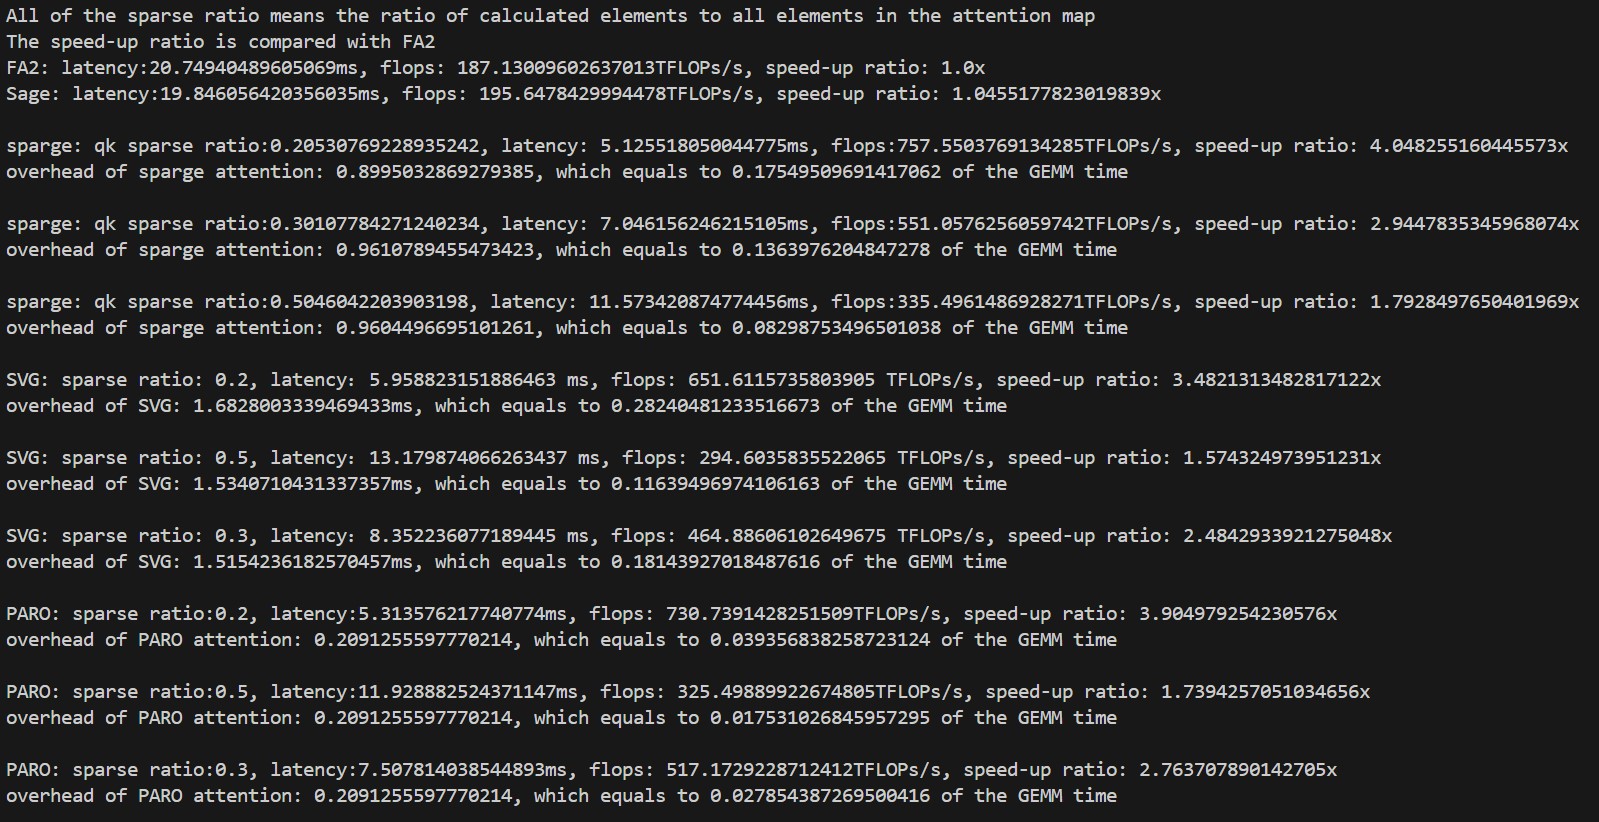 All of the sparse ratio means the ratio of calculated elements to all elements in the attention map
The speed-up ratio is compared with FA2
FA2: latency:20.74940489605069ms, flops: 187.13009602637013TFLOPs/s, speed-up ratio: 1.0x
Sage: latency:19.846056420356035ms, flops: 195.6478429994478TFLOPs/s, speed-up ratio: 1.0455177823019839x
sparge: qk sparse ratio:0.20530769228935242, latency: 5.125518050044775ms, flops:757.5503769134285TFLOPs/s, speed-up ratio: 4.048255160445573x
overhead of sparge attention: 0.8995032869279385, which equals to 0.17549509691417062 of the GEMM time
sparge: qk sparse ratio:0.30107784271240234, latency: 7.046156246215105ms, flops:551.0576256059742TFLOPs/s, speed-up ratio: 2.9447835345968074x
overhead of sparge attention: 0.9610789455473423, which equals to 0.1363976204847278 of the GEMM time
sparge: qk sparse ratio:0.5046042203903198, latency: 11.573420874774456ms, flops:335.4961486928271TFLOPs/s, speed-up ratio: 1.7928497650401969x
overhead of sparge attention: 0.9604496695101261, which equals to 0.08298753496501038 of the GEMM time
SVG: sparse ratio: 0.2, latency: 5.958823151886463 ms, flops: 651.6115735803905 TFLOPs/s, speed-up ratio: 3.4821313482817122x
overhead of SVG: 1.6828003339469433ms, which equals to 0.28240481233516673 of the GEMM time
SVG: sparse ratio: 0.5, latency: 13.179874066263437 ms, flops: 294.6035835522065 TFLOPs/s, speed-up ratio: 1.574324973951231x
overhead of SVG: 1.5340710431337357ms, which equals to 0.11639496974106163 of the GEMM time
SVG: sparse ratio: 0.3, latency: 8.352236077189445 ms, flops: 464.88606102649675 TFLOPs/s, speed-up ratio: 2.4842933921275048x
overhead of SVG: 1.5154236182570457ms, which equals to 0.18143927018487616 of the GEMM time
PARO: sparse ratio:0.2, latency:5.313576217740774ms, flops: 730.7391428251509TFLOPs/s, speed-up ratio: 3.904979254230576x
overhead of PARO attention: 0.2091255597770214, which equals to 0.039356838258723124 of the GEMM time
PARO: sparse ratio:0.5, latency:11.928882524371147ms, flops: 325.49889922674805TFLOPs/s, speed-up ratio: 1.7394257051034656x
overhead of PARO attention: 0.2091255597770214, which equals to 0.017531026845957295 of the GEMM time
PARO: sparse ratio:0.3, latency:7.507814038544893ms, flops: 517.1729228712412TFLOPs/s, speed-up ratio: 2.763707890142705x
overhead of PARO attention: 0.2091255597770214, which equals to 0.027854387269500416 of the GEMM time